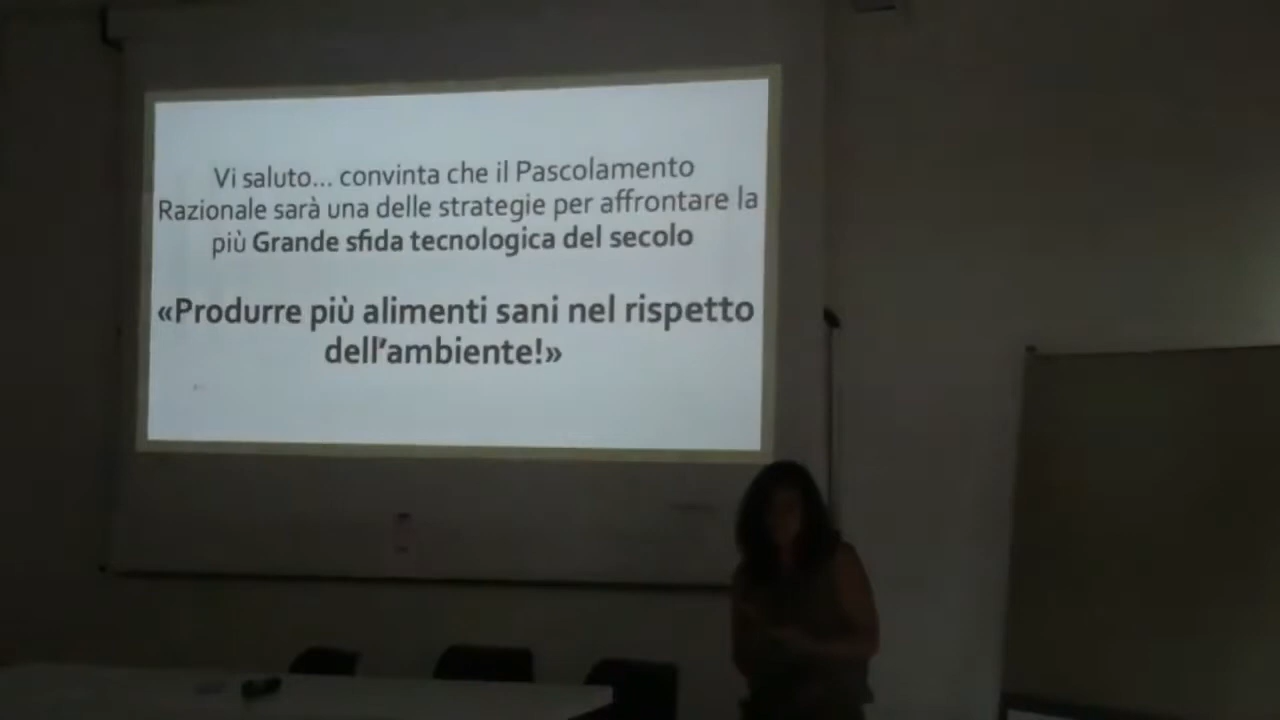 Vi saluto... convinta che il Pascolamento
Razionale sarà una delle strategie per affrontare la
più Grande sfida tecnologica del secolo
«Produrre più alimenti sani nel rispetto
dell'ambiente!»